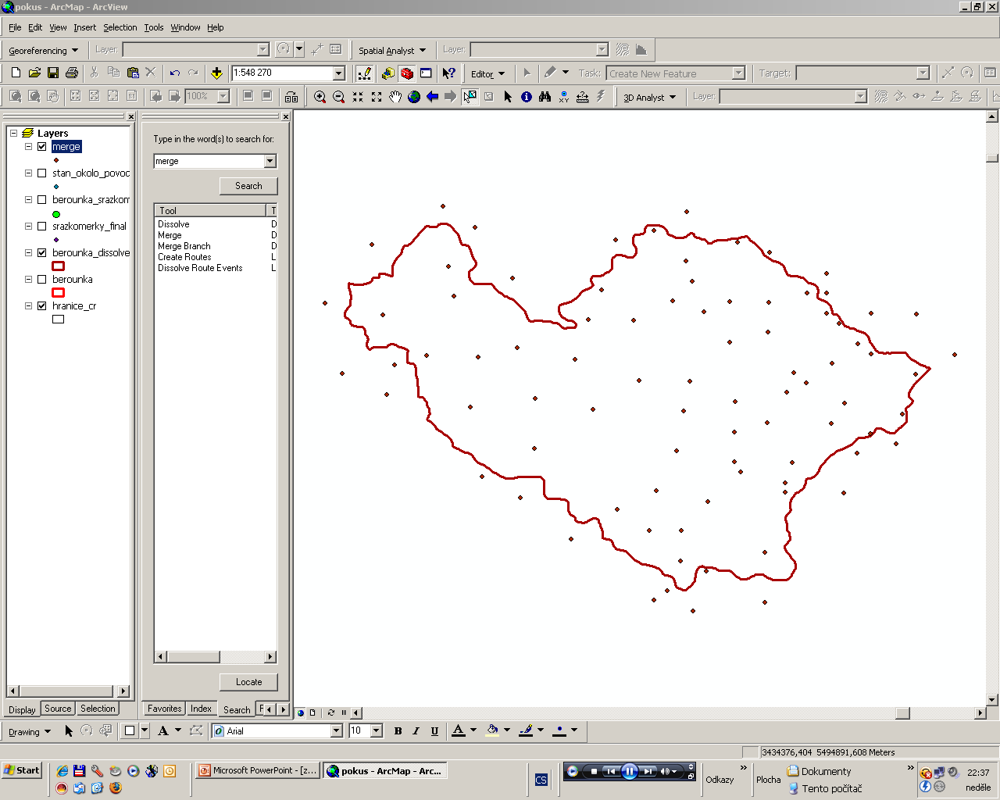 pokus - ArcMap - ArcView
File Edit View Insert Selection Tools Window Help
Georeferencing Layer: Spatial Analyst Layer:
1:548 270 Editor Task: Create New Feature Target:
100% 3D Analyst Layer:
Layers
merge
stan_okolo_povoc
berounka_srazkom
srazkomerky_final
berounka_dissolve
berounka
hranice_cr
Display Source Selection
Type in the word(s) to search for:
merge
Search
Tool T
Dissolve D
Merge D
Merge Branch D
Create Routes L
Dissolve Route Events L
Locate
Favorites Index Search F
Drawing A Arial 10 B I U A
3434376,404 5494891,608 Meters
Start Microsoft PowerPoint - [z... pokus - ArcMap - Arc... CS Odkazy Plocha Dokumenty Tento počítač 22:37 neděle